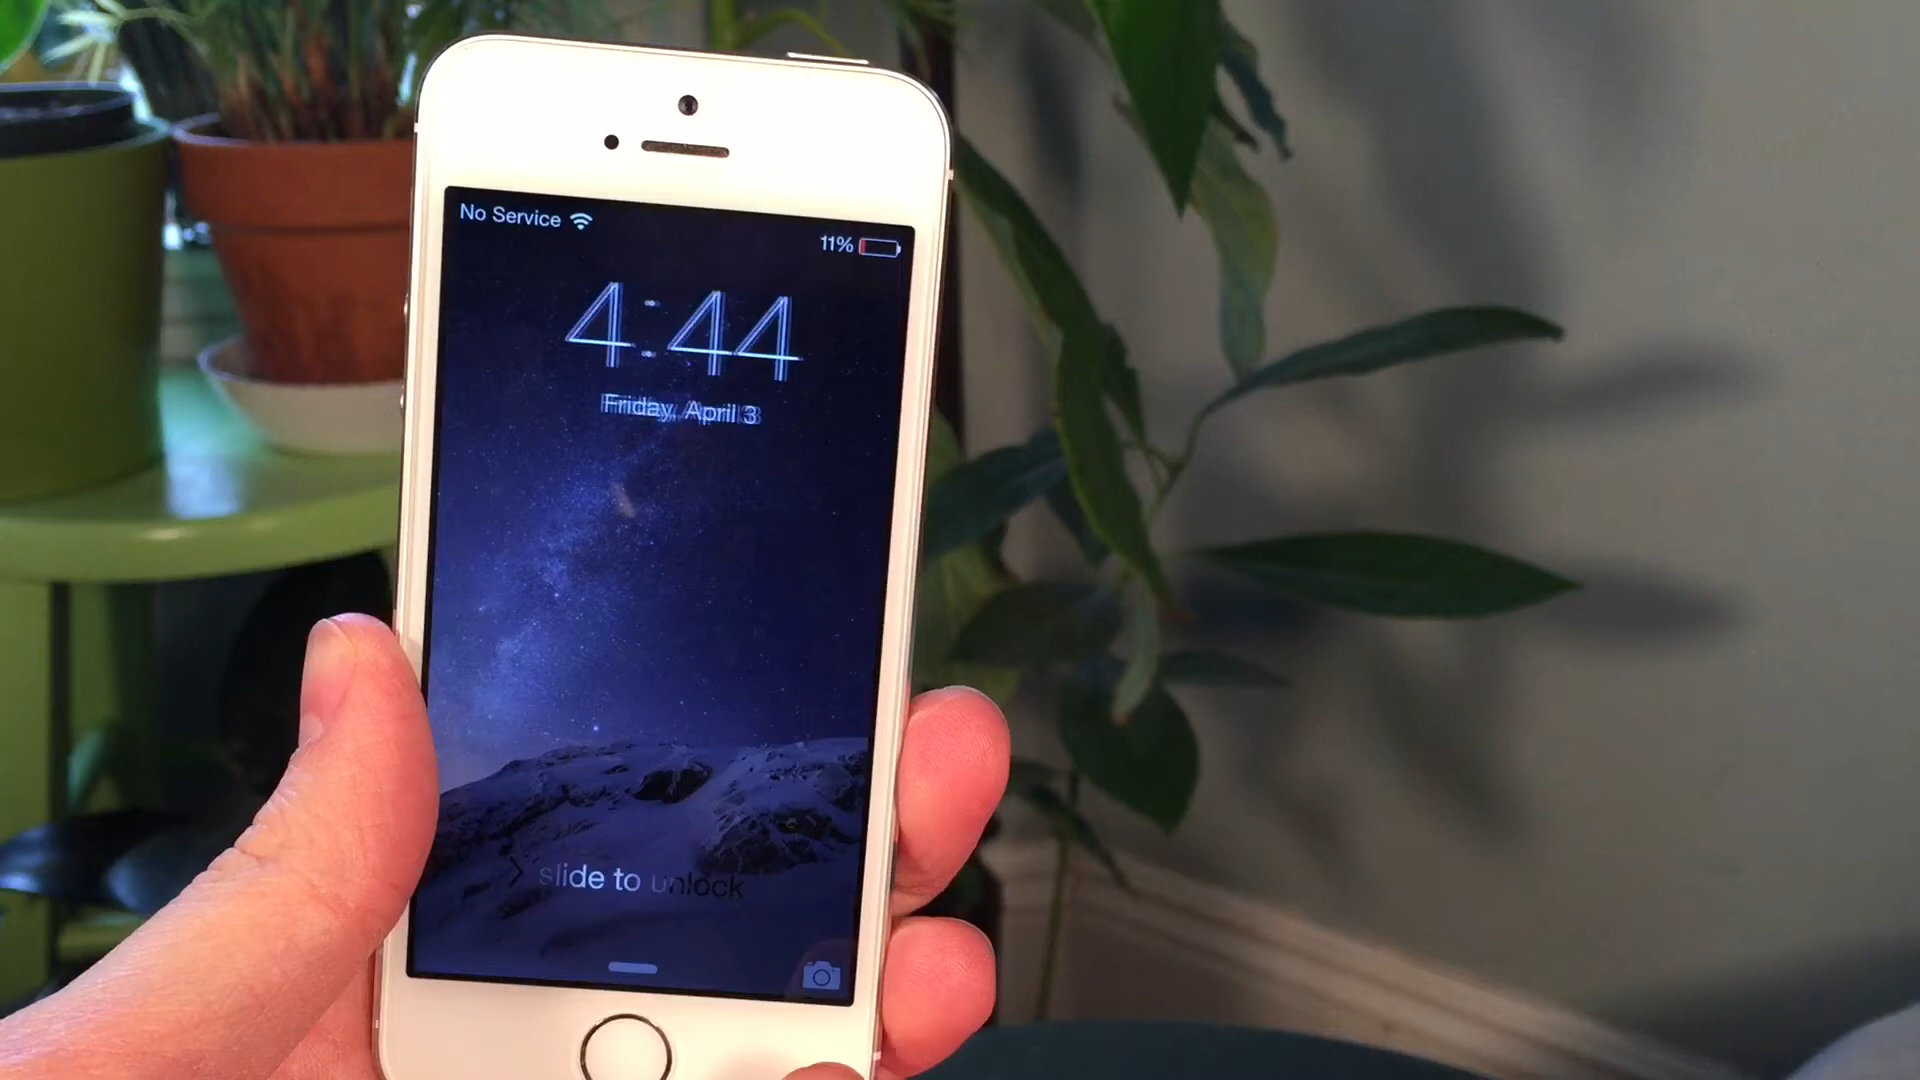 No Service
11%
4:44
Friday, April 3
slide to unlock